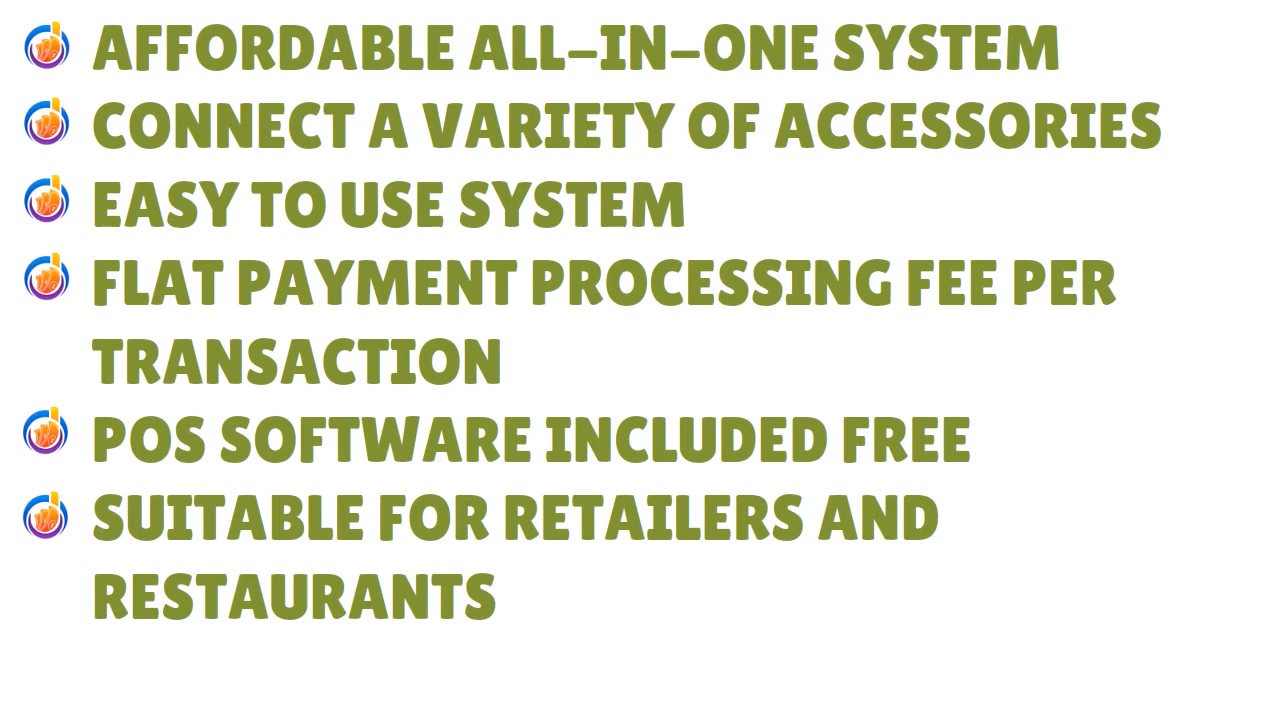 AFFORDABLE ALL-IN-ONE SYSTEM
CONNECT A VARIETY OF ACCESSORIES
EASY TO USE SYSTEM
FLAT PAYMENT PROCESSING FEE PER
TRANSACTION
POS SOFTWARE INCLUDED FREE
SUITABLE FOR RETAILERS AND
RESTAURANTS